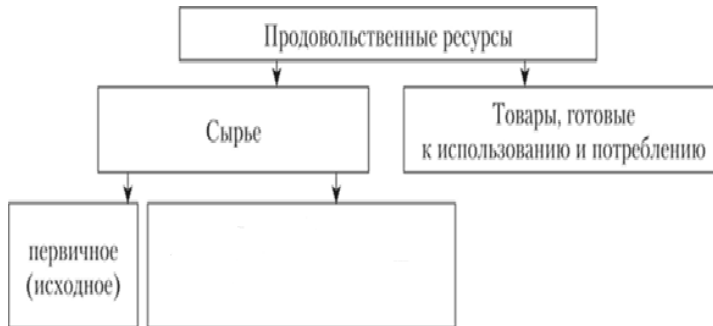 Продовольственные ресурсы
Сырье
Товары, готовые
к использованию и потреблению
первичное
(исходное)